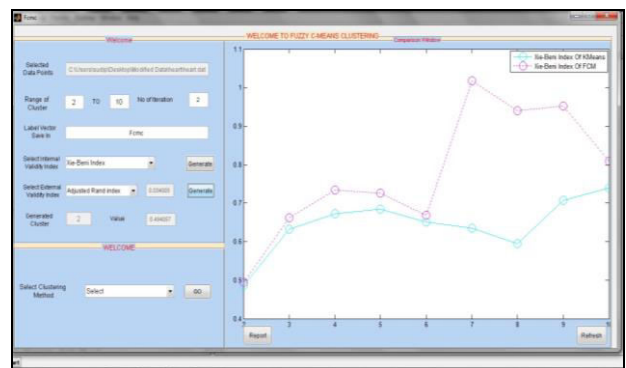 Fcms
WELCOME TO FUZZY C-MEANS CLUSTERING
Welcome
Comparison Window
Selected
Data Points
Range of
Cluster
2 TO 10 No of Iteration 2
Label Vector
Save In
Fcms
Select Internal
Validity Index
Xie-Beni Index
Generate
Select External
Validity Index
Adjusted Rand index
Generate
Generated
Cluster
2 Value
WELCOME
Select Clustering
Method
Select
GO
Xie-Beni Index Of KMeans
Xie-Beni Index Of FCM
1.1
1
0.9
0.8
0.7
0.6
0.5
0.4
2 3 4 5 6 7 8 9
Report
Refresh